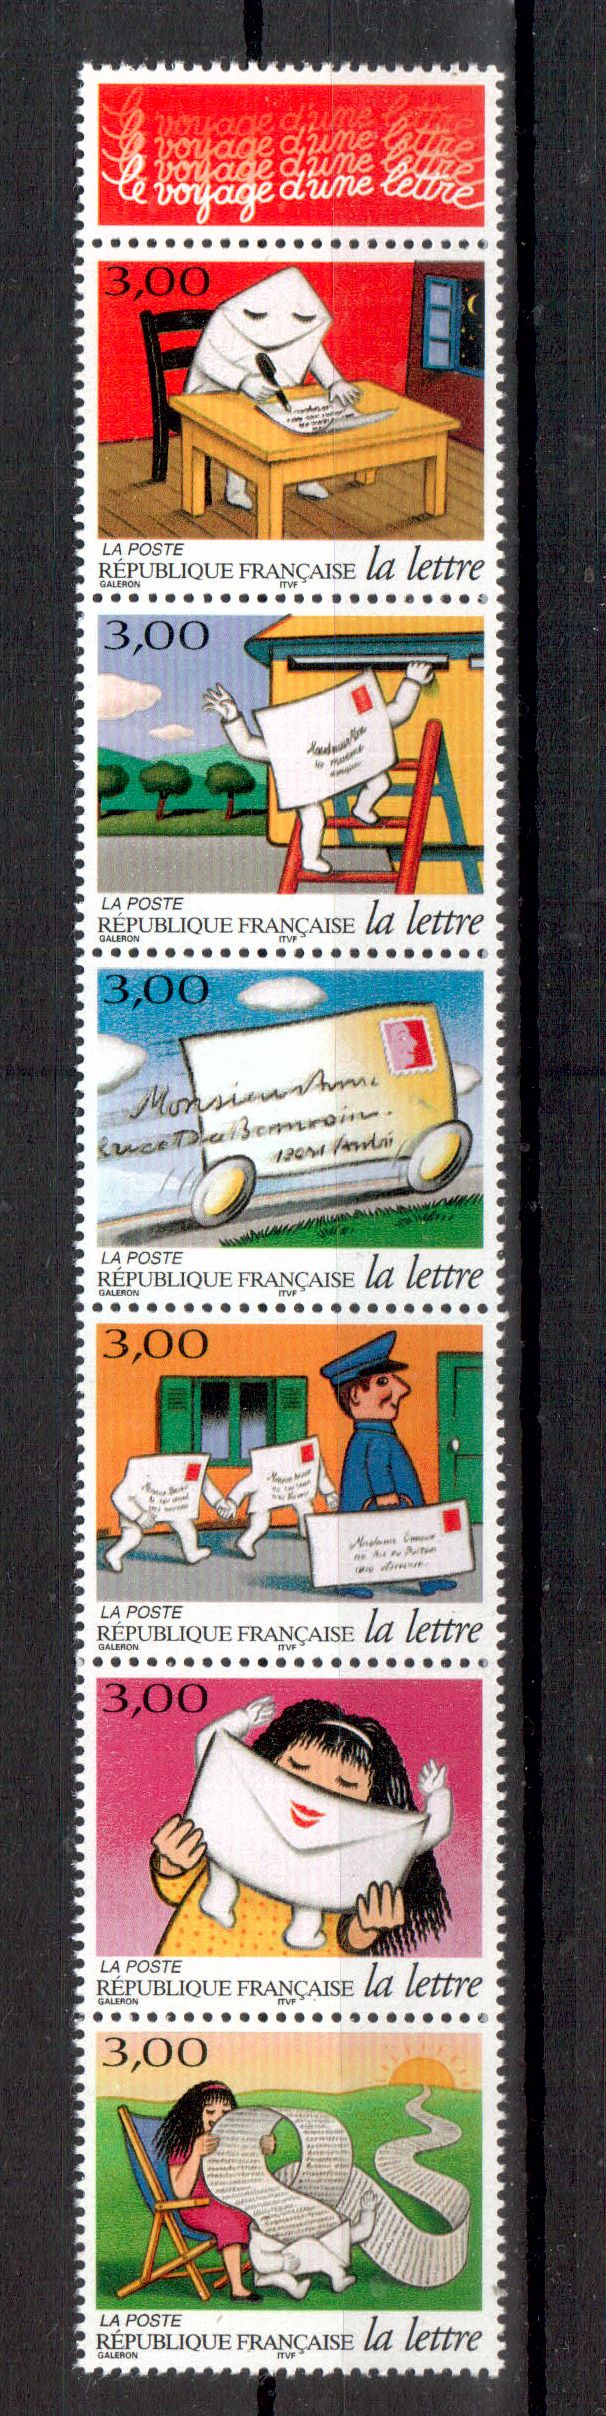 le voyage d'une lettre
le voyage d'une lettre
le voyage d'une lettre
le voyage d'une lettre
3,00
LA POSTE
RÉPUBLIQUE FRANÇAISE la lettre
GALERON ITVF
3,00
LA POSTE
RÉPUBLIQUE FRANÇAISE la lettre
GALERON ITVF
3,00
Monsieur
LA POSTE
RÉPUBLIQUE FRANÇAISE la lettre
GALERON ITVF
3,00
LA POSTE
RÉPUBLIQUE FRANÇAISE la lettre
GALERON ITVF
3,00
LA POSTE
RÉPUBLIQUE FRANÇAISE la lettre
GALERON ITVF
3,00
LA POSTE
RÉPUBLIQUE FRANÇAISE la lettre
GALERON ITVF